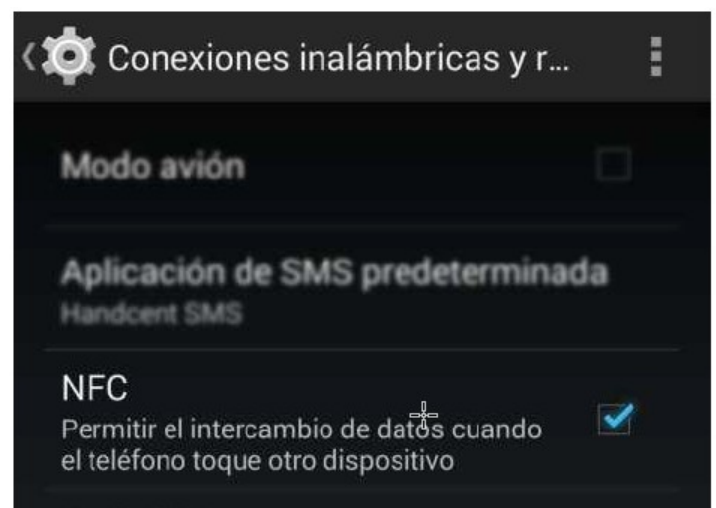 Conexiones inalámbricas y r...
Modo avión
Aplicación de SMS predeterminada
Handcent SMS
NFC
Permitir el intercambio de datos cuando
el teléfono toque otro dispositivo